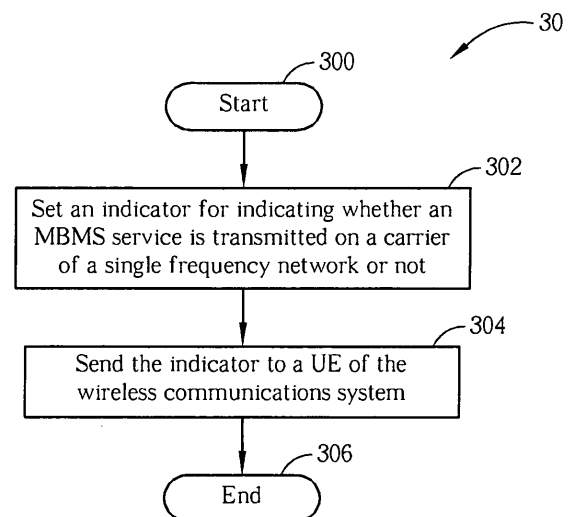 30
300
Start
302
Set an indicator for indicating whether an
MBMS service is transmitted on a carrier
of a single frequency network or not
304
Send the indicator to a UE of the
wireless communications system
306
End